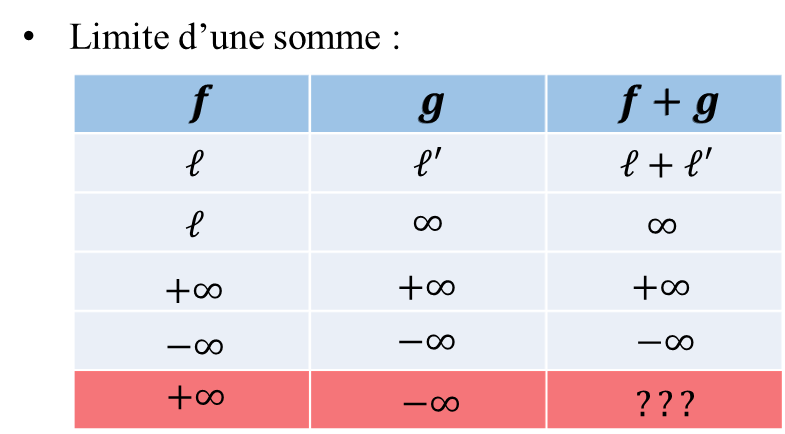 • Limite d’une somme :
f g f + g
ℓ ℓ′ ℓ + ℓ′
ℓ ∞ ∞
+∞ +∞ +∞
−∞ −∞ −∞
+∞ −∞ ???